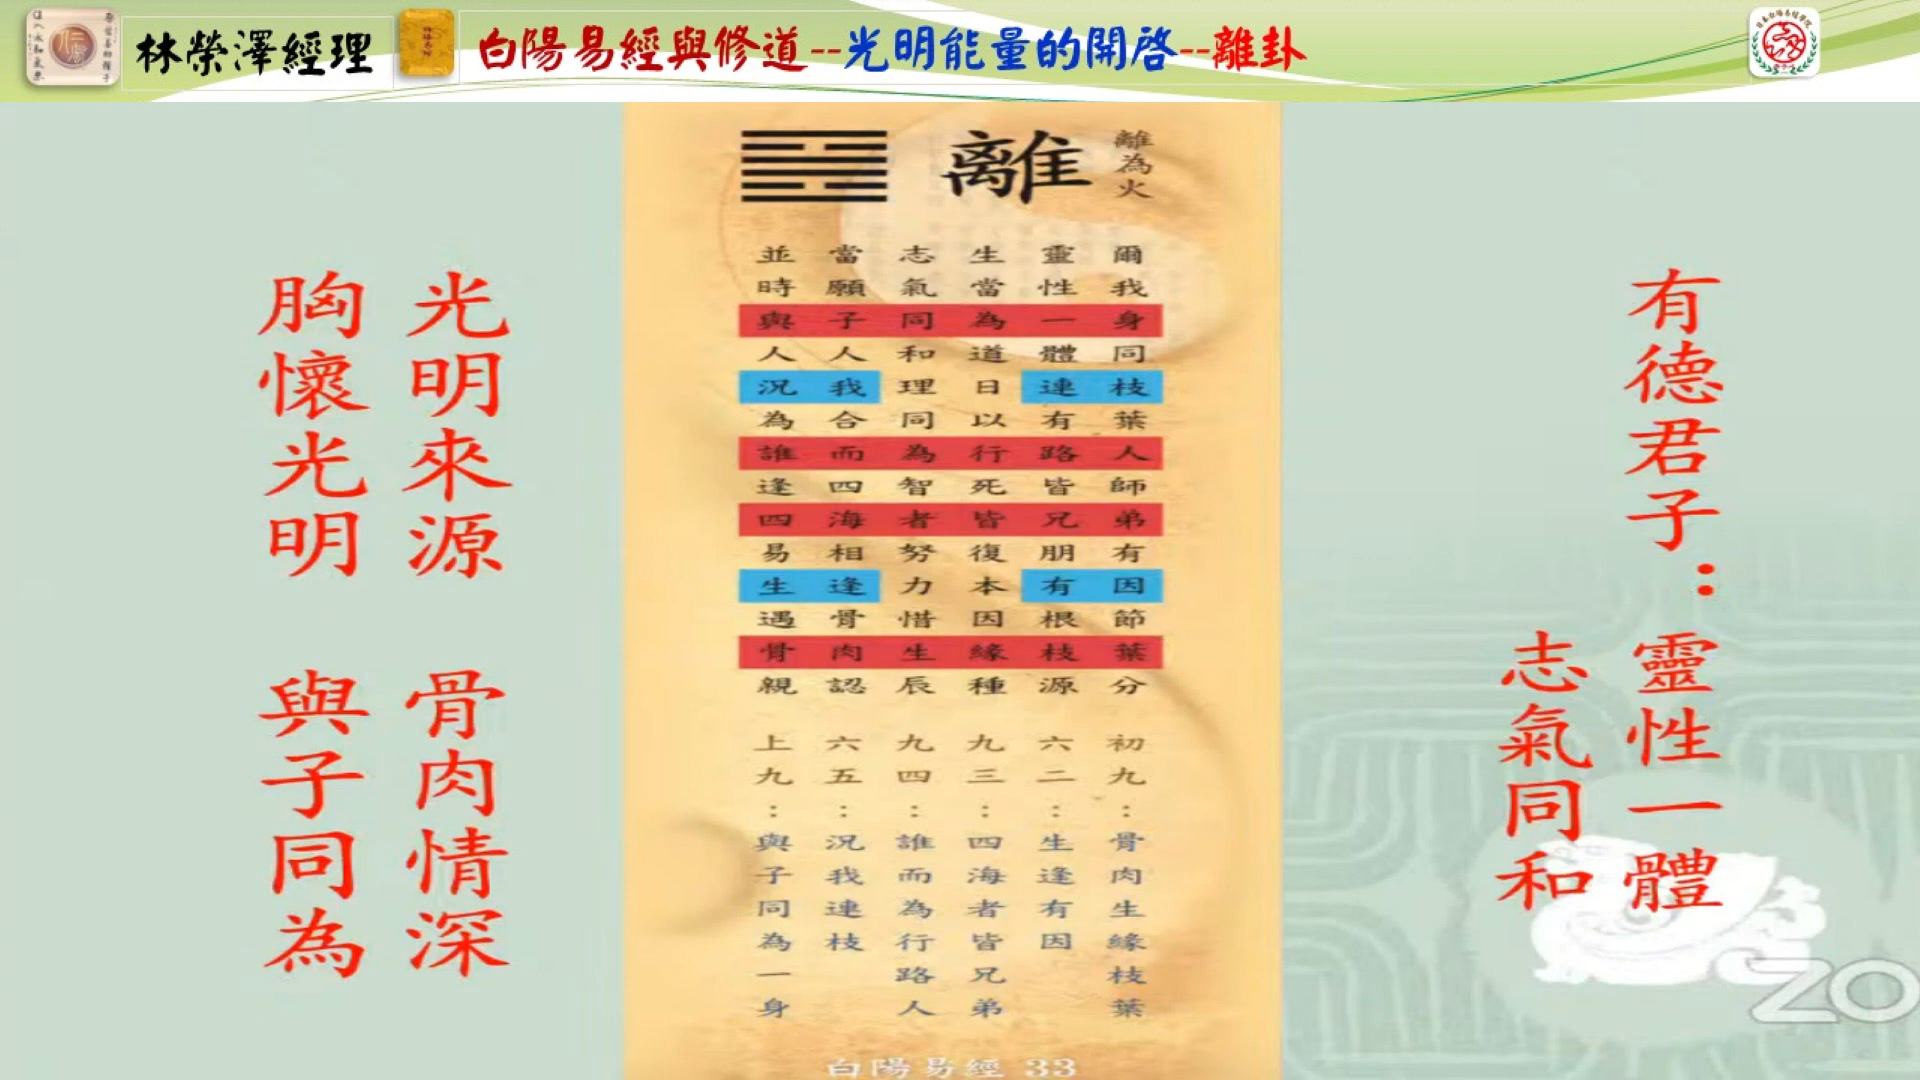 林榮澤經理
白陽易經與修道--光明能量的開啓--離卦
有德君子：靈性一體
志氣同和
離
離為火
爾我身同枝葉人師弟有因節葉分
靈性一體連有路皆兄朋有根枝源
生當為道日以行死皆復本因緣種
志氣同和理同為智者努力惜生辰
當願子人我合而四海相逢骨肉認
並時與人況為誰逢四易生遇骨親
初九：骨肉生緣枝葉
六二：生逢有因
九三：四海者皆兄弟
九四：誰而為行路人
六五：況我連枝
上九：與子同為一身
白陽易經 33
光明來源 骨肉情深
胸懷光明 與子同為